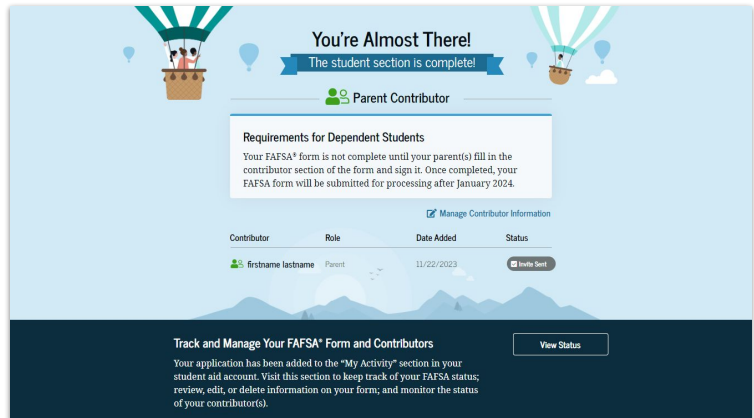 You're Almost There!
The student section is complete!
Parent Contributor
Requirements for Dependent Students
Your FAFSA® form is not complete until your parent(s) fill in the
contributor section of the form and sign it. Once completed, your
FAFSA form will be submitted for processing after January 2024.
Manage Contributor Information
Contributor Role Date Added Status
firstname lastname Parent 11/22/2023 Invite Sent
Track and Manage Your FAFSA® Form and Contributors
View Status
Your application has been added to the “My Activity” section in your
student aid account. Visit this section to keep track of your FAFSA status;
review, edit, or delete information on your form; and monitor the status
of your contributor(s).